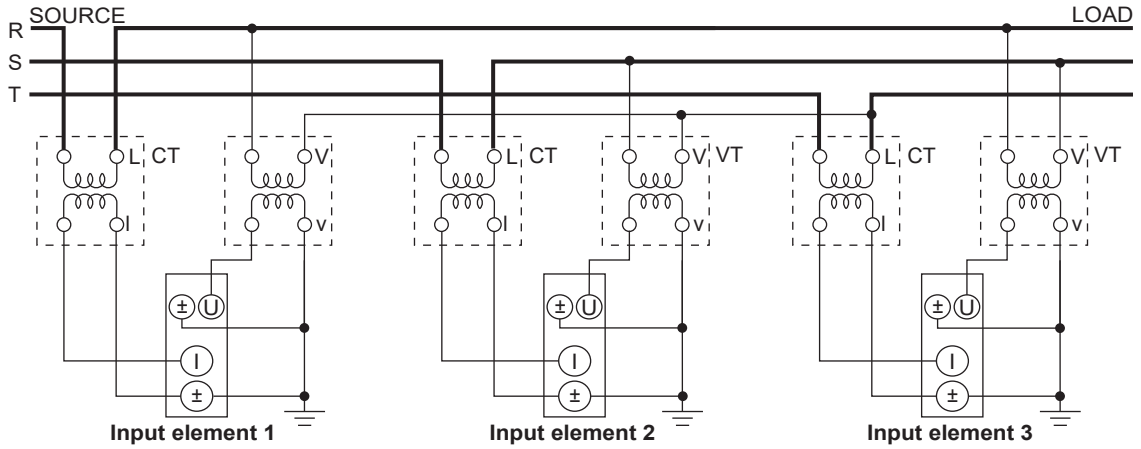 SOURCE LOAD
R
S
T
L CT V L CT V VT L CT V VT
l v l v l v
± U ± U ± U
I I I
± ± ±
Input element 1 Input element 2 Input element 3